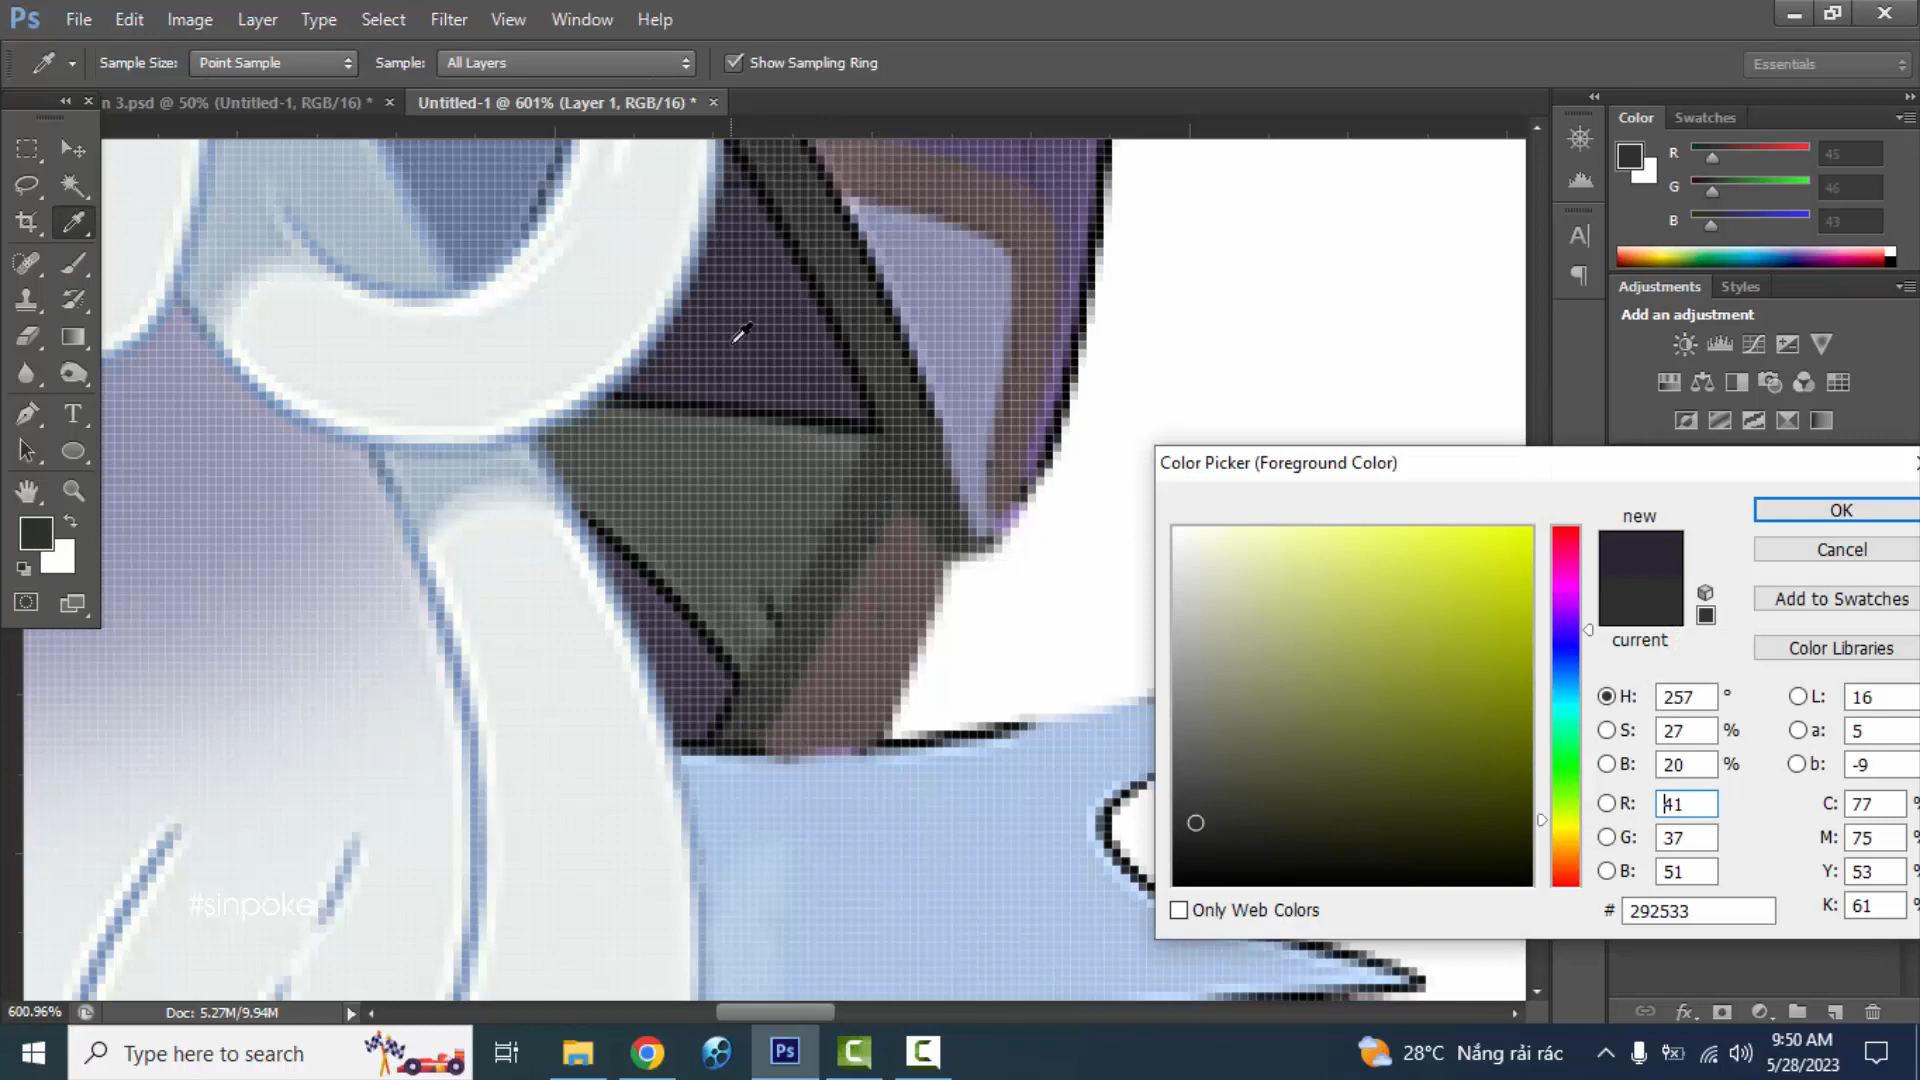 Ps File Edit Image Layer Type Select Filter View Window Help
Sample Size: Point Sample Sample: All Layers Show Sampling Ring Essentials
n 3.psd @ 50% (Untitled-1, RGB/16) * × Untitled-1 @ 601% (Layer 1, RGB/16) * ×
Color Swatches
R 45
G 46
B 43
Adjustments Styles
Add an adjustment
Color Picker (Foreground Color)
new
current
OK
Cancel
Add to Swatches
Color Libraries
H: 257 ° L: 16
S: 27 % a: 5
B: 20 % b: -9
R: 41 C: 77 %
G: 37 M: 75 %
B: 51 Y: 53 %
# 292533 K: 61 %
Only Web Colors
#sinpoke
600.96% Doc: 5.27M/9.94M
Type here to search
Ps
28°C Nắng rải rác
9:50 AM
5/28/2023